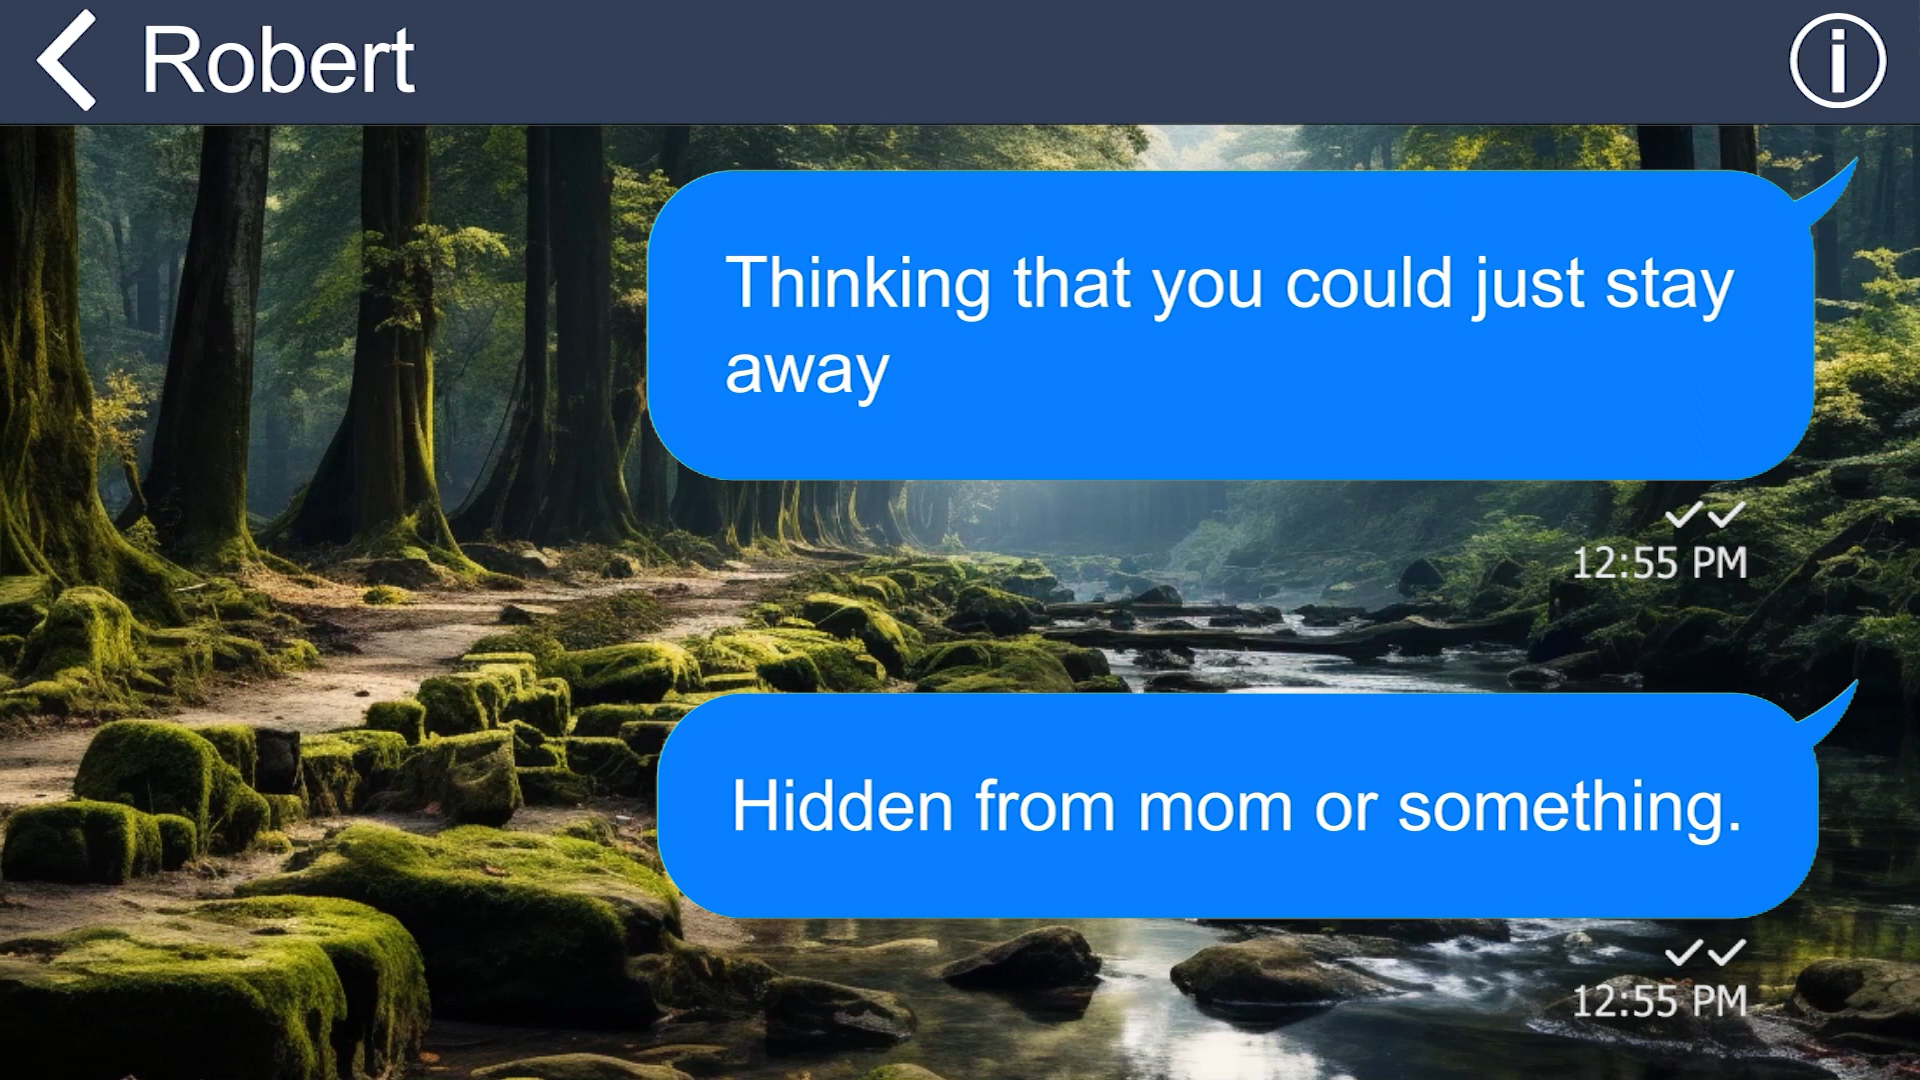 Robert
Thinking that you could just stay
away
12:55 PM
Hidden from mom or something.
12:55 PM